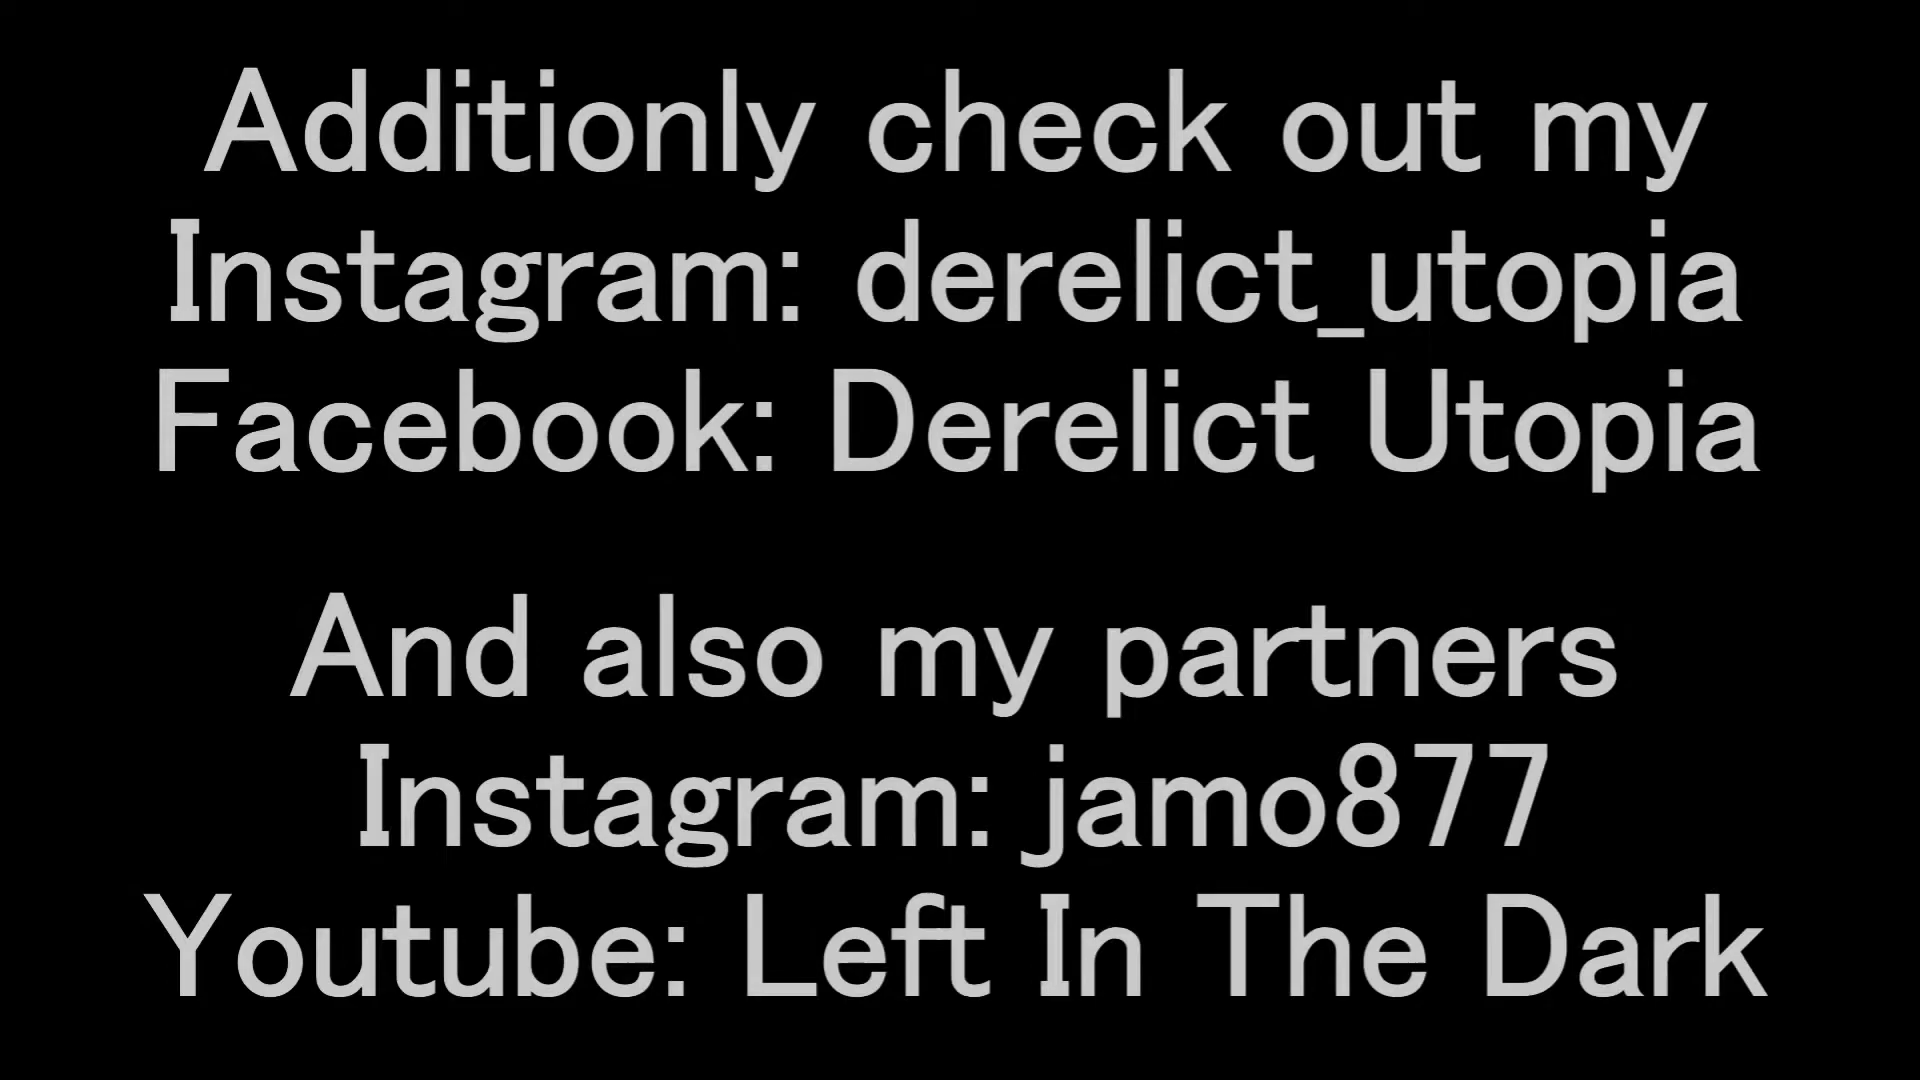 Additionly check out my
Instagram: derelict_utopia
Facebook: Derelict Utopia
And also my partners
Instagram: jamo877
Youtube: Left In The Dark